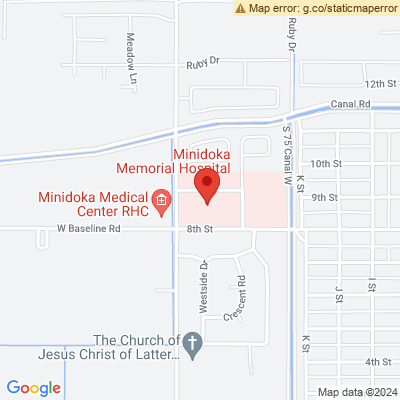 Map error: g.co/staticmaperror
Ruby Dr
Meadow Ln
Ruby Dr
12th St
Canal Rd
S 75 Canal W
Minidoka
Memorial Hospital
10th St
K St
9th St
Minidoka Medical
Center RHC
W Baseline Rd
8th St
Westside Dr
Crescent Rd
J St
I St
The Church of
Jesus Christ of Latter...
K St
4th St
Google
Map data ©2024